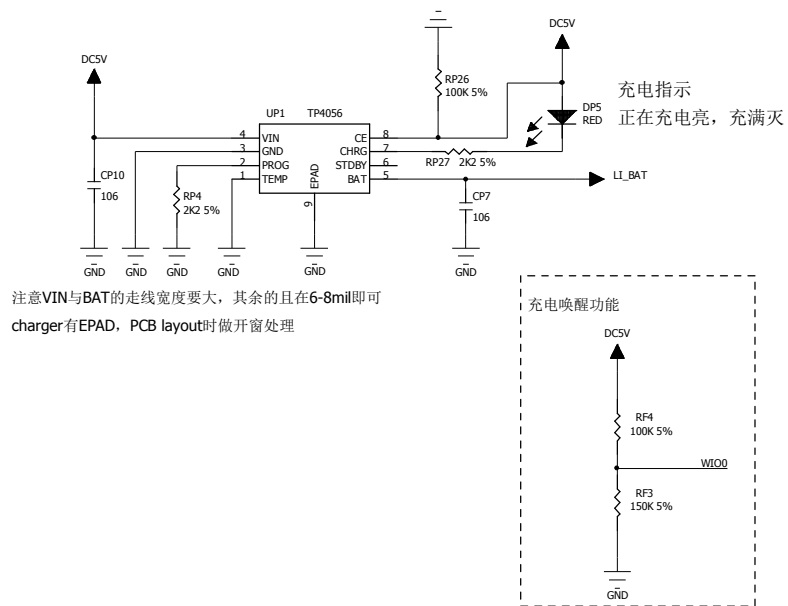 DC5V
DC5V
RP26
100K 5%
充电指示
正在充电亮，充满灭
DP5
RED
UP1 TP4056
4 VIN CE 8
3 GND CHRG 7
2 PROG STDBY 6
1 TEMP BAT 5
EPAD
9
RP27 2K2 5%
LI_BAT
CP10
106
RP4
2K2 5%
CP7
106
GND GND GND GND GND GND
注意VIN与BAT的走线宽度要大，其余的且在6-8mil即可
charger有EPAD，PCB layout时做开窗处理
充电唤醒功能
DC5V
RF4
100K 5%
WIO0
RF3
150K 5%
GND